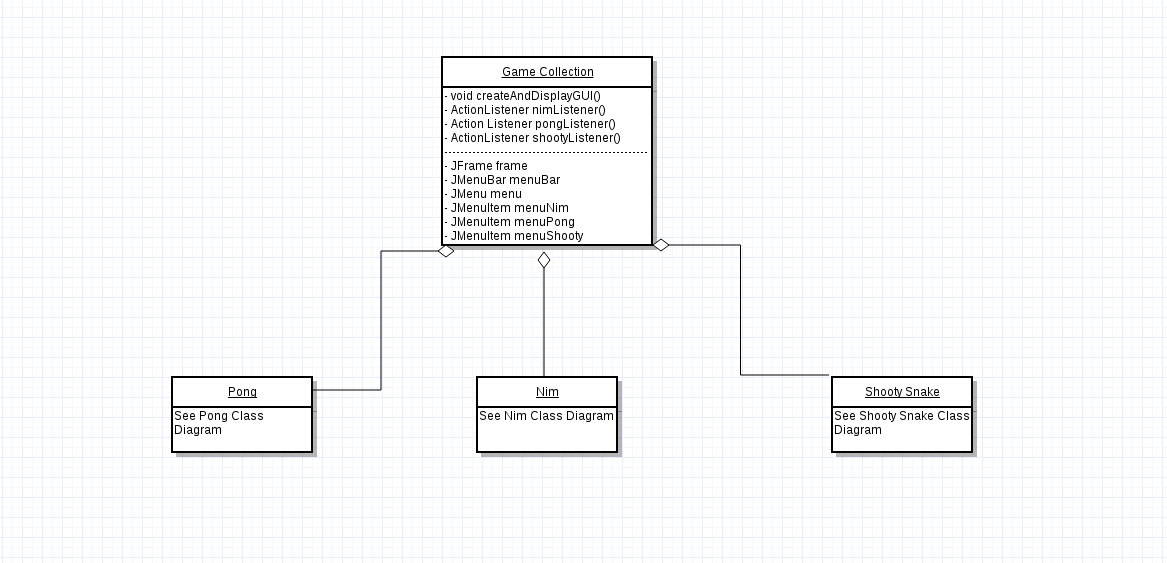 Game Collection
- void createAndDisplayGUI()
- ActionListener nimListener()
- Action Listener pongListener()
- ActionListener shootyListener()
- JFrame frame
- JMenuBar menuBar
- JMenu menu
- JMenuItem menuNim
- JMenuItem menuPong
- JMenuItem menuShooty
Pong
See Pong Class
Diagram
Nim
See Nim Class Diagram
Shooty Snake
See Shooty Snake Class
Diagram